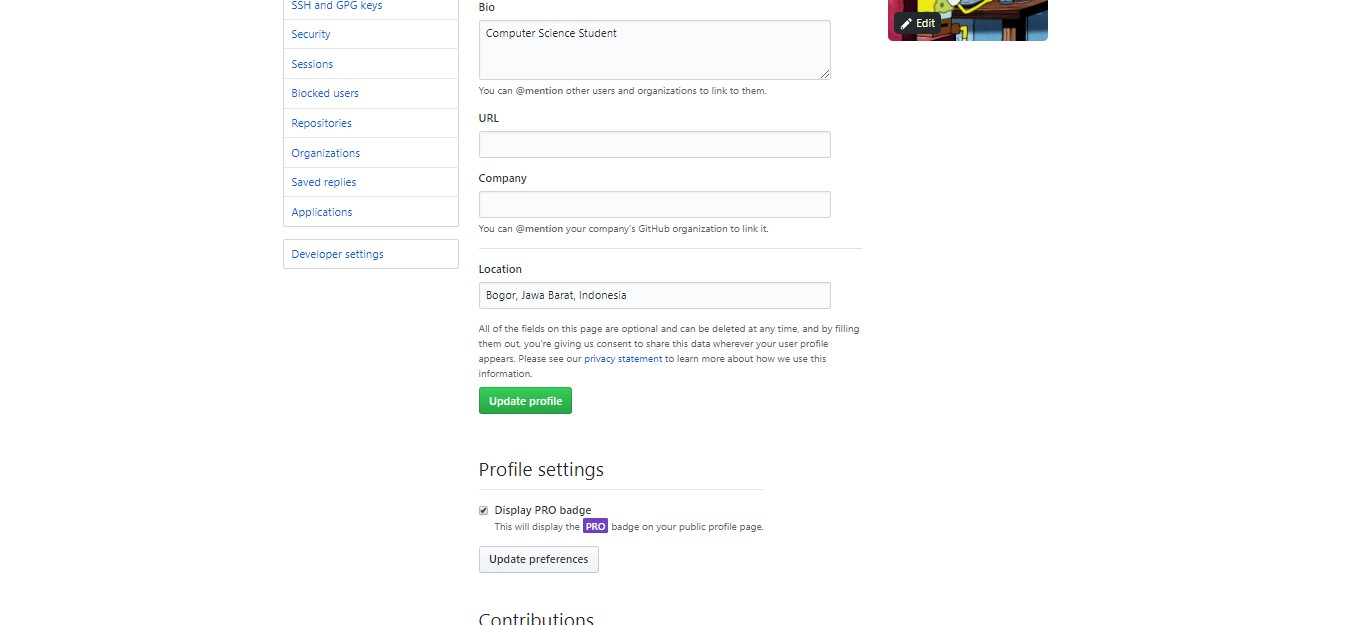 SSH and GPG keys
Security
Sessions
Blocked users
Repositories
Organizations
Saved replies
Applications
Developer settings
Bio
Computer Science Student
You can @mention other users and organizations to link to them.
URL
Company
You can @mention your company's GitHub organization to link it.
Location
Bogor, Jawa Barat, Indonesia
All of the fields on this page are optional and can be deleted at any time, and by filling
them out, you're giving us consent to share this data wherever your user profile
appears. Please see our privacy statement to learn more about how we use this
information.
Update profile
Profile settings
Display PRO badge
This will display the PRO badge on your public profile page.
Update preferences
Contributions
Edit